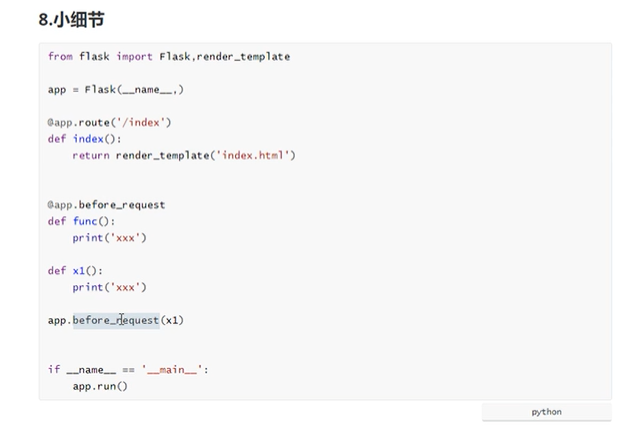 8.小细节
from flask import Flask,render_template
app = Flask(__name__,)
@app.route('/index')
def index():
    return render_template('index.html')
@app.before_request
def func():
    print('xxx')
def x1():
    print('xxx')
app.before_request(x1)
if __name__ == '__main__':
    app.run()
python